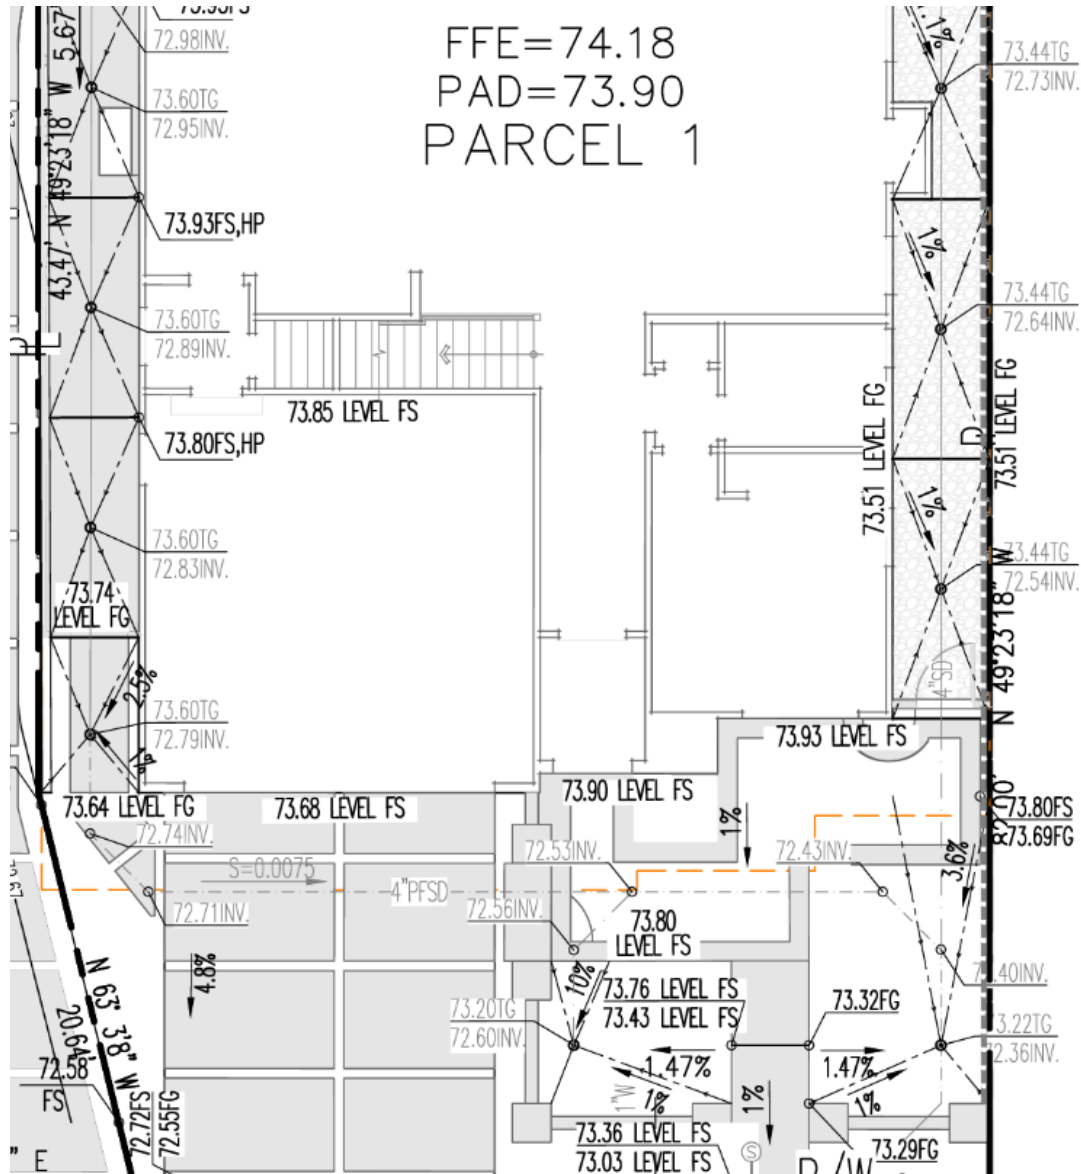 73.95FS
72.98INV.
FFE=74.18
PAD=73.90
PARCEL 1
1%
73.44TG
72.73INV.
5.67
73.60TG
72.95INV.
43.47' N 49°23'18" W
73.93FS,HP
1%
73.44TG
72.64INV.
73.60TG
72.89INV.
73.85 LEVEL FS
73.80FS,HP
73.51 LEVEL FG
D
73.51 LEVEL FG
1%
73.44TG
72.54INV.
73.60TG
72.83INV.
73.74
LEVEL FG
N 49°23'18" W
4"SD
2.5%
73.60TG
72.79INV.
1%
73.93 LEVEL FS
73.64 LEVEL FG
73.68 LEVEL FS
73.90 LEVEL FS
1%
73.80FS
73.69FG
72.74INV.
72.53INV.
72.43INV.
3.6%
S=0.0075
4"PFSD
72.71INV.
72.56INV.
73.80
LEVEL FS
4.8%
10%
73.76 LEVEL FS
73.43 LEVEL FS
73.32FG
N 63° 3'8" W
20.64'
73.20TG
72.60INV.
73.22TG
72.36INV.
1.47%
1.47%
72.58
FS
72.72FS
72.55FG
1"W
1%
1%
1%
73.36 LEVEL FS
73.03 LEVEL FS
S
73.29FG
" E